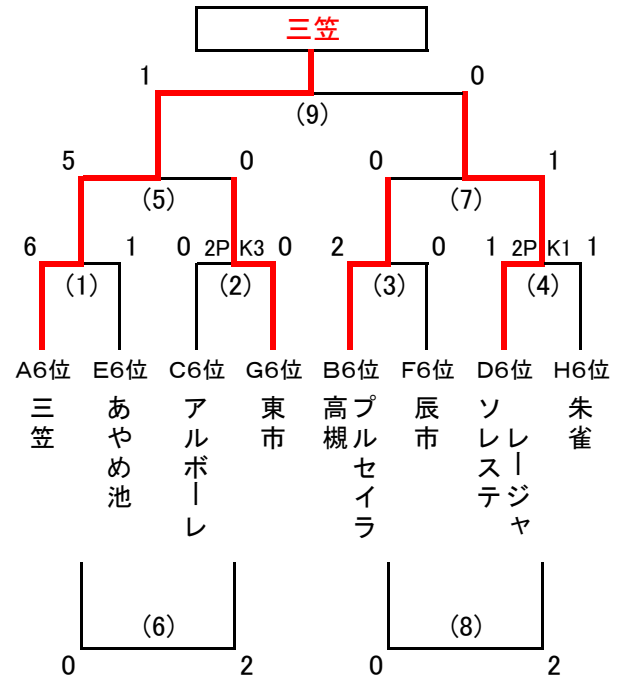 三笠
1 0
(9)
5 0 0 1
(5) (7)
6 1 0 2P K3 0 2 0 1 2P K1 1
(1) (2) (3) (4)
A6位 E6位 C6位 G6位 B6位 F6位 D6位 H6位
三笠
あやめ池
アルボーレ
東市
高槻
プルセイラ
辰市
ソレステ
レージャ
朱雀
(6) (8)
0 2 0 2